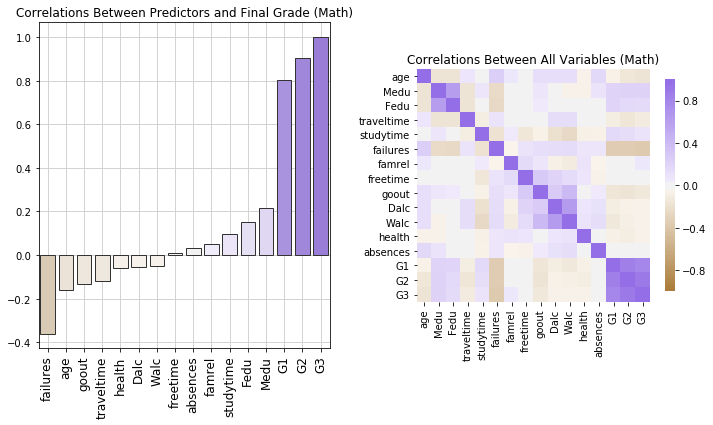 Correlations Between Predictors and Final Grade (Math)
1.0
0.8
0.6
0.4
0.2
0.0
−0.2
−0.4
failures
age
goout
traveltime
health
Dalc
Walc
freetime
absences
famrel
studytime
Fedu
Medu
G1
G2
G3
Correlations Between All Variables (Math)
age
Medu
Fedu
traveltime
studytime
failures
famrel
freetime
goout
Dalc
Walc
health
absences
G1
G2
G3
age
Medu
Fedu
traveltime
studytime
failures
famrel
freetime
goout
Dalc
Walc
health
absences
G1
G2
G3
0.8
0.4
0.0
−0.4
−0.8